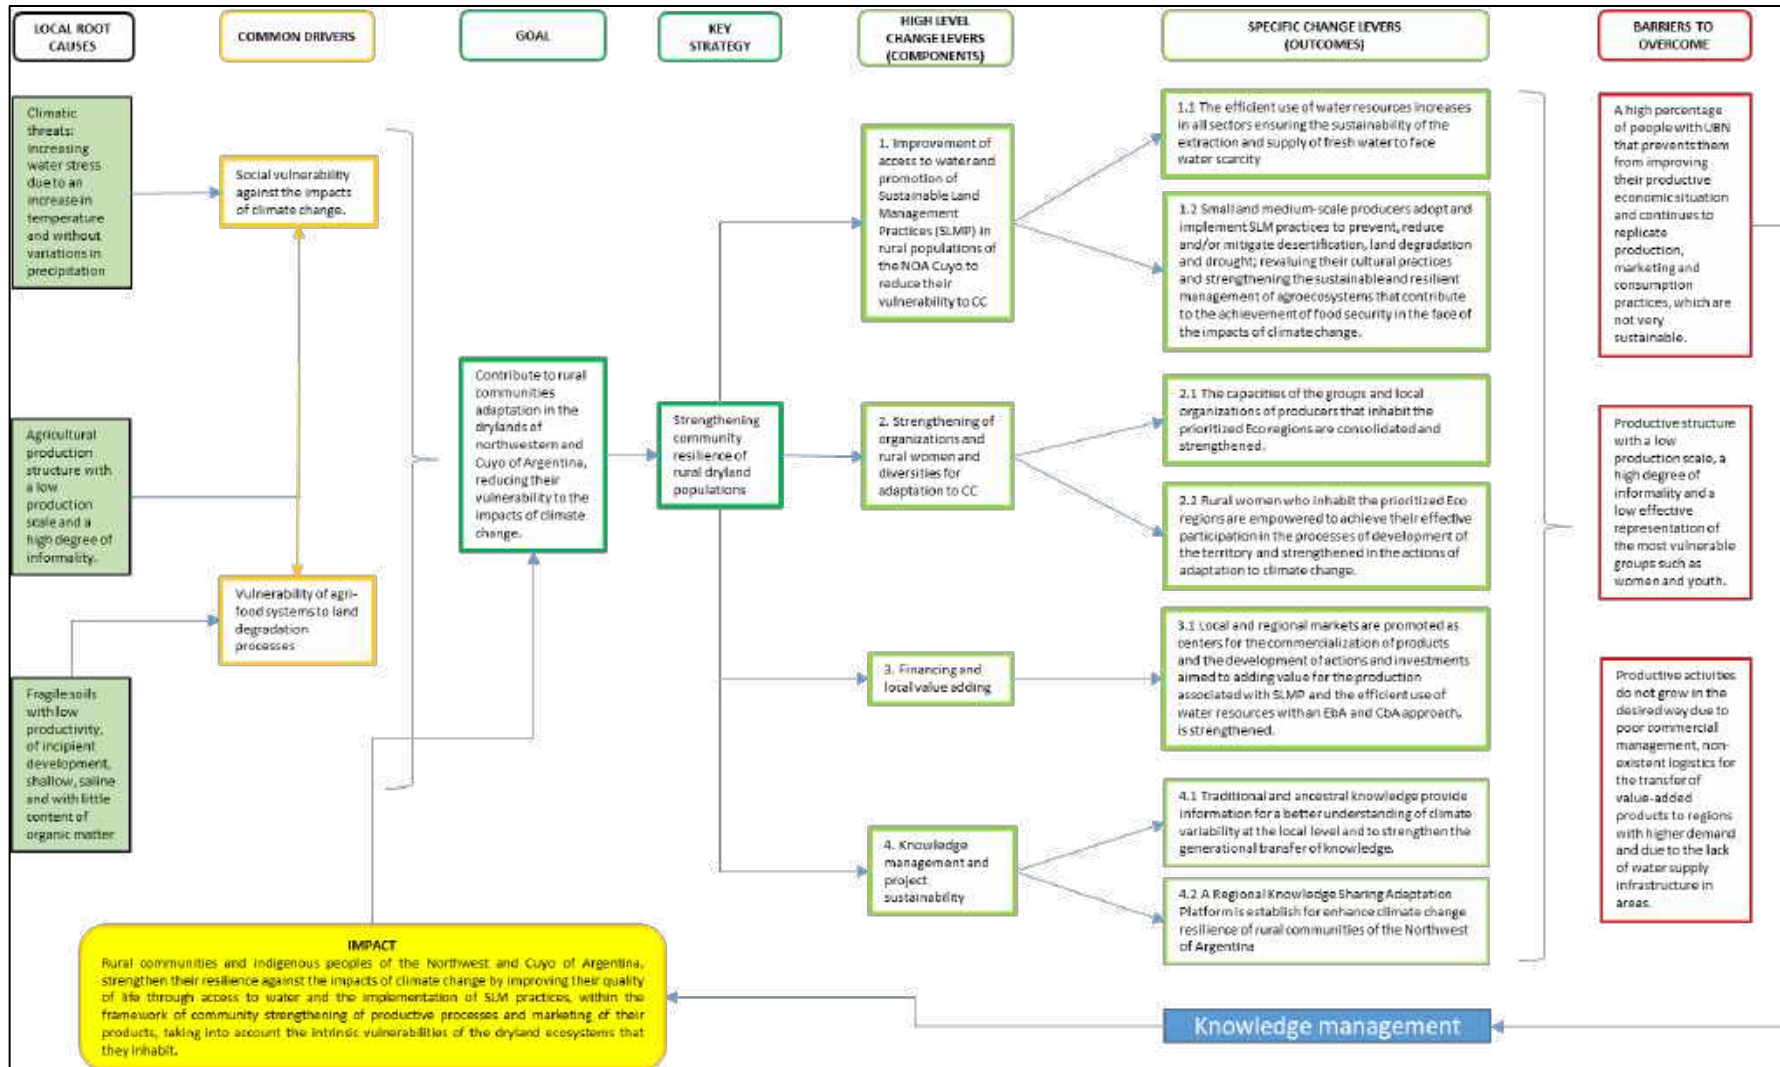 LOCAL ROOT
CAUSES
COMMON DRIVERS
GOAL
KEY
STRATEGY
HIGH LEVEL
CHANGE LEVERS
(COMPONENTS)
SPECIFIC CHANGE LEVERS
(OUTCOMES)
BARRIERS TO
OVERCOME
Climatic
threats:
increasing
water stress
due to an
increase in
temperature
and without
variations in
precipitation
Agricultural
production
structure with
a low
production
scale and a
high degree of
informality.
Fragile soils
with low
productivity,
of incipient
development,
shallow, saline
and with little
content of
organic matter
Social vulnerability
against the impacts
of climate change.
Vulnerability of agri-
food systems to land
degradation
processes
Contribute to rural
communities
adaptation in the
drylands of
northwestern and
Cuyo of Argentina,
reducing their
vulnerability to the
impacts of climate
change.
Strengthening
community
resilience of
rural dryland
populations
1. Improvement of
access to water and
promotion of
Sustainable Land
Management
Practices (SLMP) in
rural populations of
the NOA Cuyo to
reduce their
vulnerability to CC
2. Strengthening of
organizations and
rural women and
diversities for
adaptation to CC
3. Financing and
local value adding
4. Knowledge
management and
project
sustainability
1.1 The efficient use of water resources increases
in all sectors ensuring the sustainability of the
extraction and supply of fresh water to face
water scarcity
1.2 Small and medium-scale producers adopt and
implement SLM practices to prevent, reduce
and/or mitigate desertification, land degradation
and drought; revaluing their cultural practices
and strengthening the sustainable and resilient
management of agroecosystems that contribute
to the achievement of food security in the face of
the impacts of climate change.
2.1 The capacities of the groups and local
organizations of producers that inhabit the
prioritized Eco regions are consolidated and
strengthened.
2.2 Rural women who inhabit the prioritized Eco
regions are empowered to achieve their effective
participation in the processes of development of
the territory and strengthened in the actions of
adaptation to climate change.
3.1 Local and regional markets are promoted as
centers for the commercialization of products
and the development of actions and investments
aimed to adding value for the production
associated with SLMP and the efficient use of
water resources with an EbA and CbA approach,
is strengthened.
4.1 Traditional and ancestral knowledge provide
information for a better understanding of climate
variability at the local level and to strengthen the
generational transfer of knowledge.
4.2 A Regional Knowledge Sharing Adaptation
Platform is establish for enhance climate change
resilience of rural communities of the Northwest
of Argentina
A high percentage
of people with UBN
that prevents them
from improving
their productive
economic situation
and continues to
replicate
production,
marketing and
consumption
practices, which are
not very
sustainable.
Productive structure
with a low
production scale, a
high degree of
informality and a
low effective
representation of
the most vulnerable
groups such as
women and youth.
Productive activities
do not grow in the
desired way due to
poor commercial
management, non-
existent logistics for
the transfer of
value-added
products to regions
with higher demand
and due to the lack
of water supply
infrastructure in
areas.
IMPACT
Rural communities and indigenous peoples of the Northwest and Cuyo of Argentina,
strengthen their resilience against the impacts of climate change by improving their quality
of life through access to water and the implementation of SLM practices, within the
framework of community strengthening of productive processes and marketing of their
products, taking into account the intrinsic vulnerabilities of the dryland ecosystems that
they inhabit.
Knowledge management